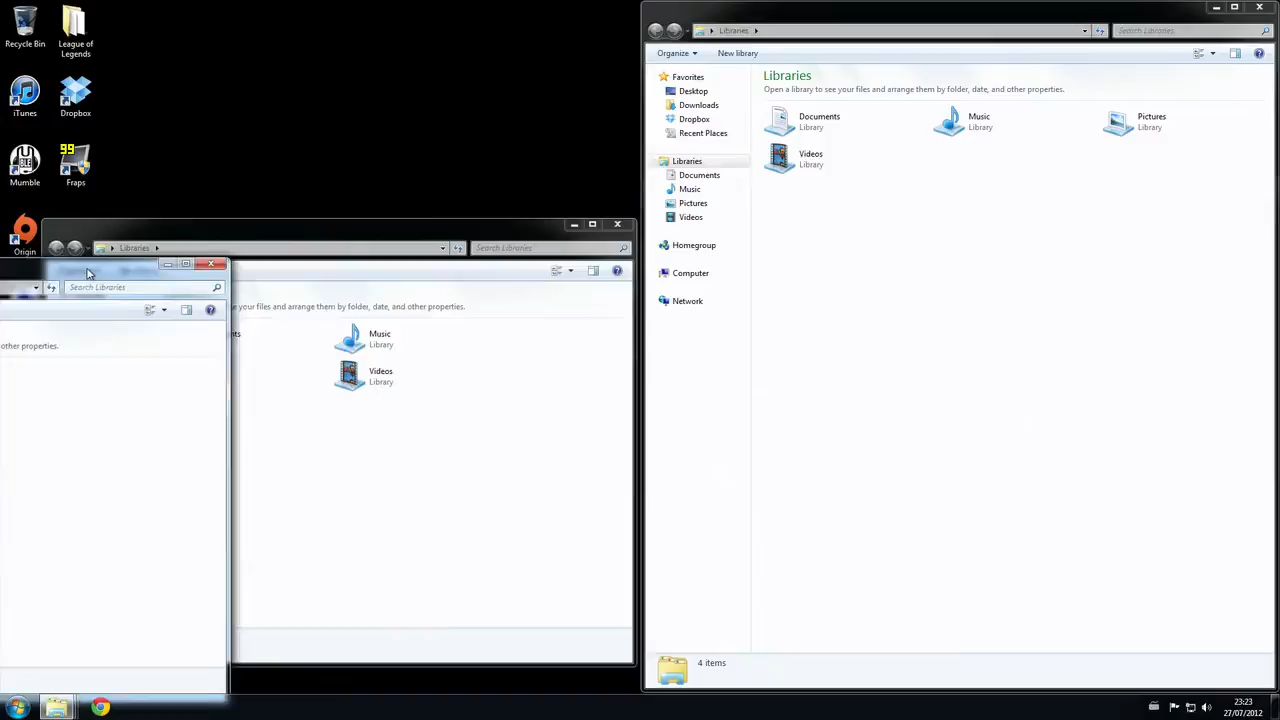 Recycle Bin
League of
Legends
iTunes
Dropbox
Mumble
99
Fraps
Origin
Libraries
Search Libraries
Organize
New library
Favorites
Desktop
Downloads
Dropbox
Recent Places
Libraries
Documents
Music
Pictures
Videos
Homegroup
Computer
Network
Libraries
Open a library to see your files and arrange them by folder, date, and other properties.
Documents
Library
Music
Library
Pictures
Library
Videos
Library
4 items
Libraries
Search Libraries
your files and arrange them by folder, date, and other properties.
nts
Music
Library
Videos
Library
Search Libraries
other properties.
23:23
27/07/2012